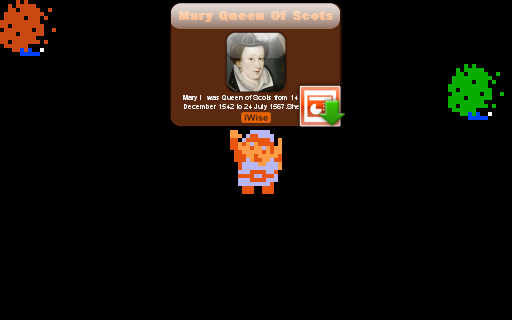 Mary Queen Of Scots
Mary I was Queen of Scots from 14
December 1542 to 24 July 1567.She
iWise